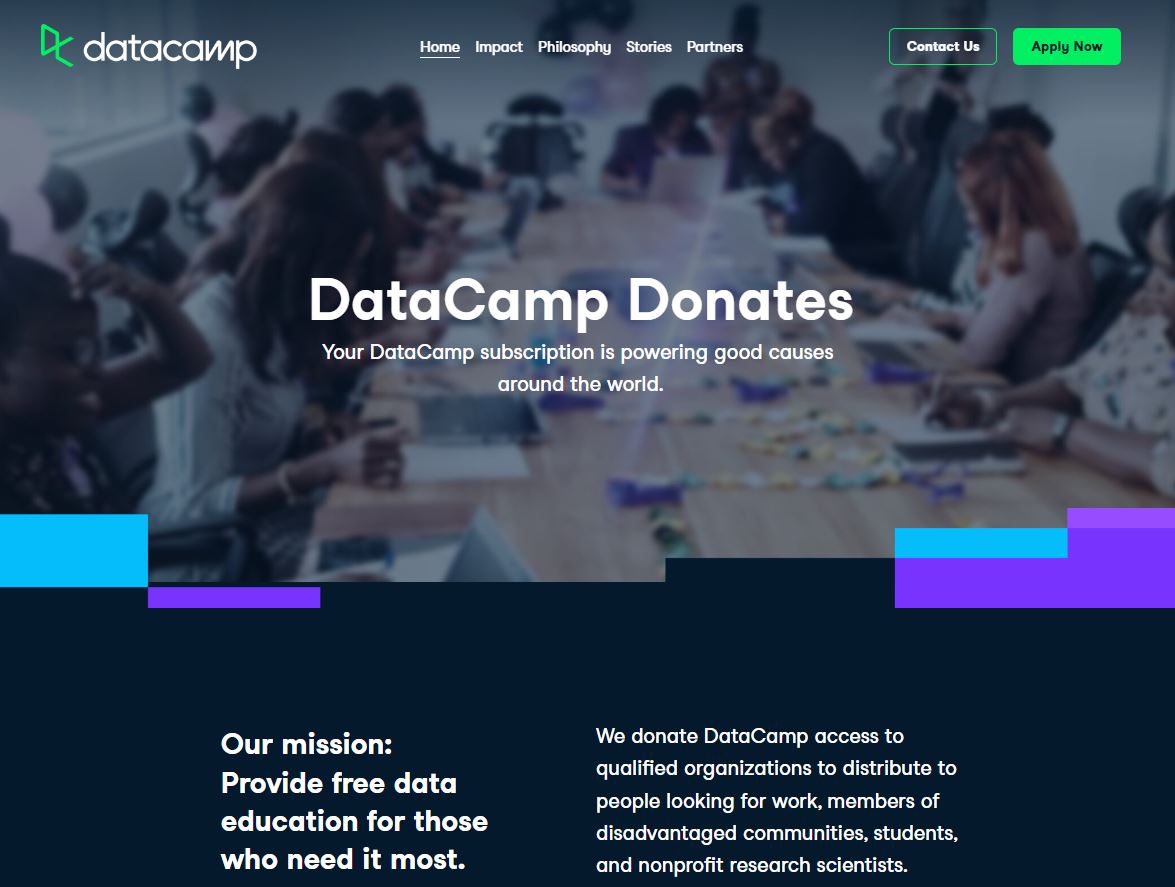 datacamp
Home Impact Philosophy Stories Partners
Contact Us
Apply Now
DataCamp Donates
Your DataCamp subscription is powering good causes
around the world.
Our mission:
Provide free data
education for those
who need it most.
We donate DataCamp access to
qualified organizations to distribute to
people looking for work, members of
disadvantaged communities, students,
and nonprofit research scientists.